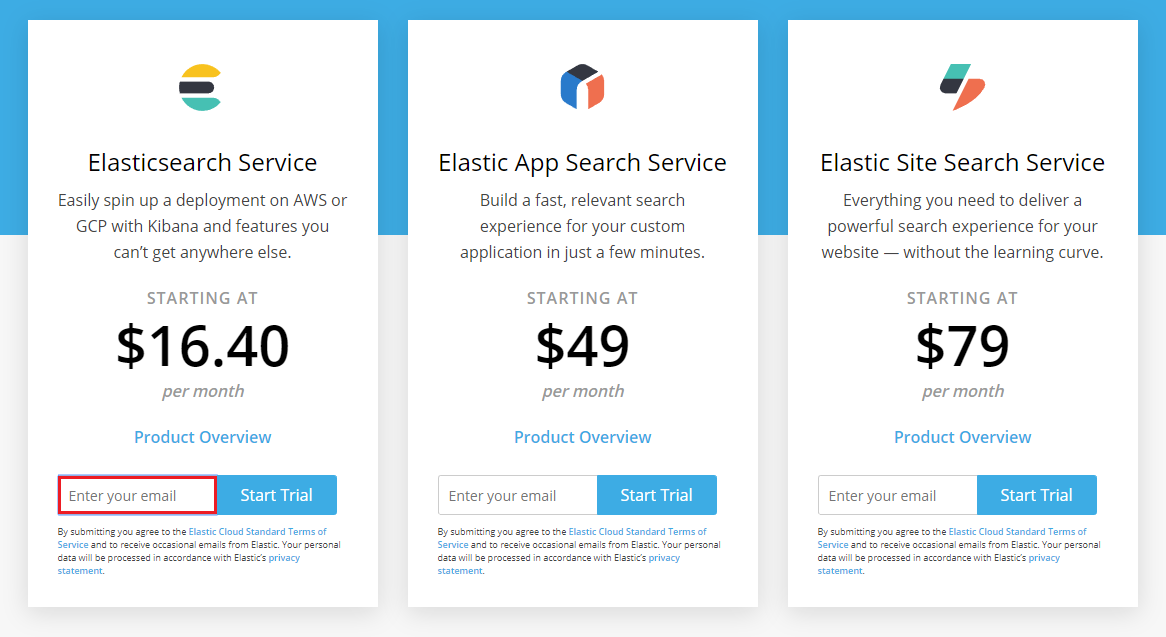 Elasticsearch Service
Easily spin up a deployment on AWS or
GCP with Kibana and features you
can’t get anywhere else.
STARTING AT
$16.40
per month
Product Overview
Enter your email
Start Trial
By submitting you agree to the Elastic Cloud Standard Terms of
Service and to receive occasional emails from Elastic. Your personal
data will be processed in accordance with Elastic’s privacy
statement.
Elastic App Search Service
Build a fast, relevant search
experience for your custom
application in just a few minutes.
STARTING AT
$49
per month
Product Overview
Enter your email
Start Trial
By submitting you agree to the Elastic Cloud Standard Terms of
Service and to receive occasional emails from Elastic. Your personal
data will be processed in accordance with Elastic’s privacy
statement.
Elastic Site Search Service
Everything you need to deliver a
powerful search experience for your
website — without the learning curve.
STARTING AT
$79
per month
Product Overview
Enter your email
Start Trial
By submitting you agree to the Elastic Cloud Standard Terms of
Service and to receive occasional emails from Elastic. Your personal
data will be processed in accordance with Elastic’s privacy
statement.